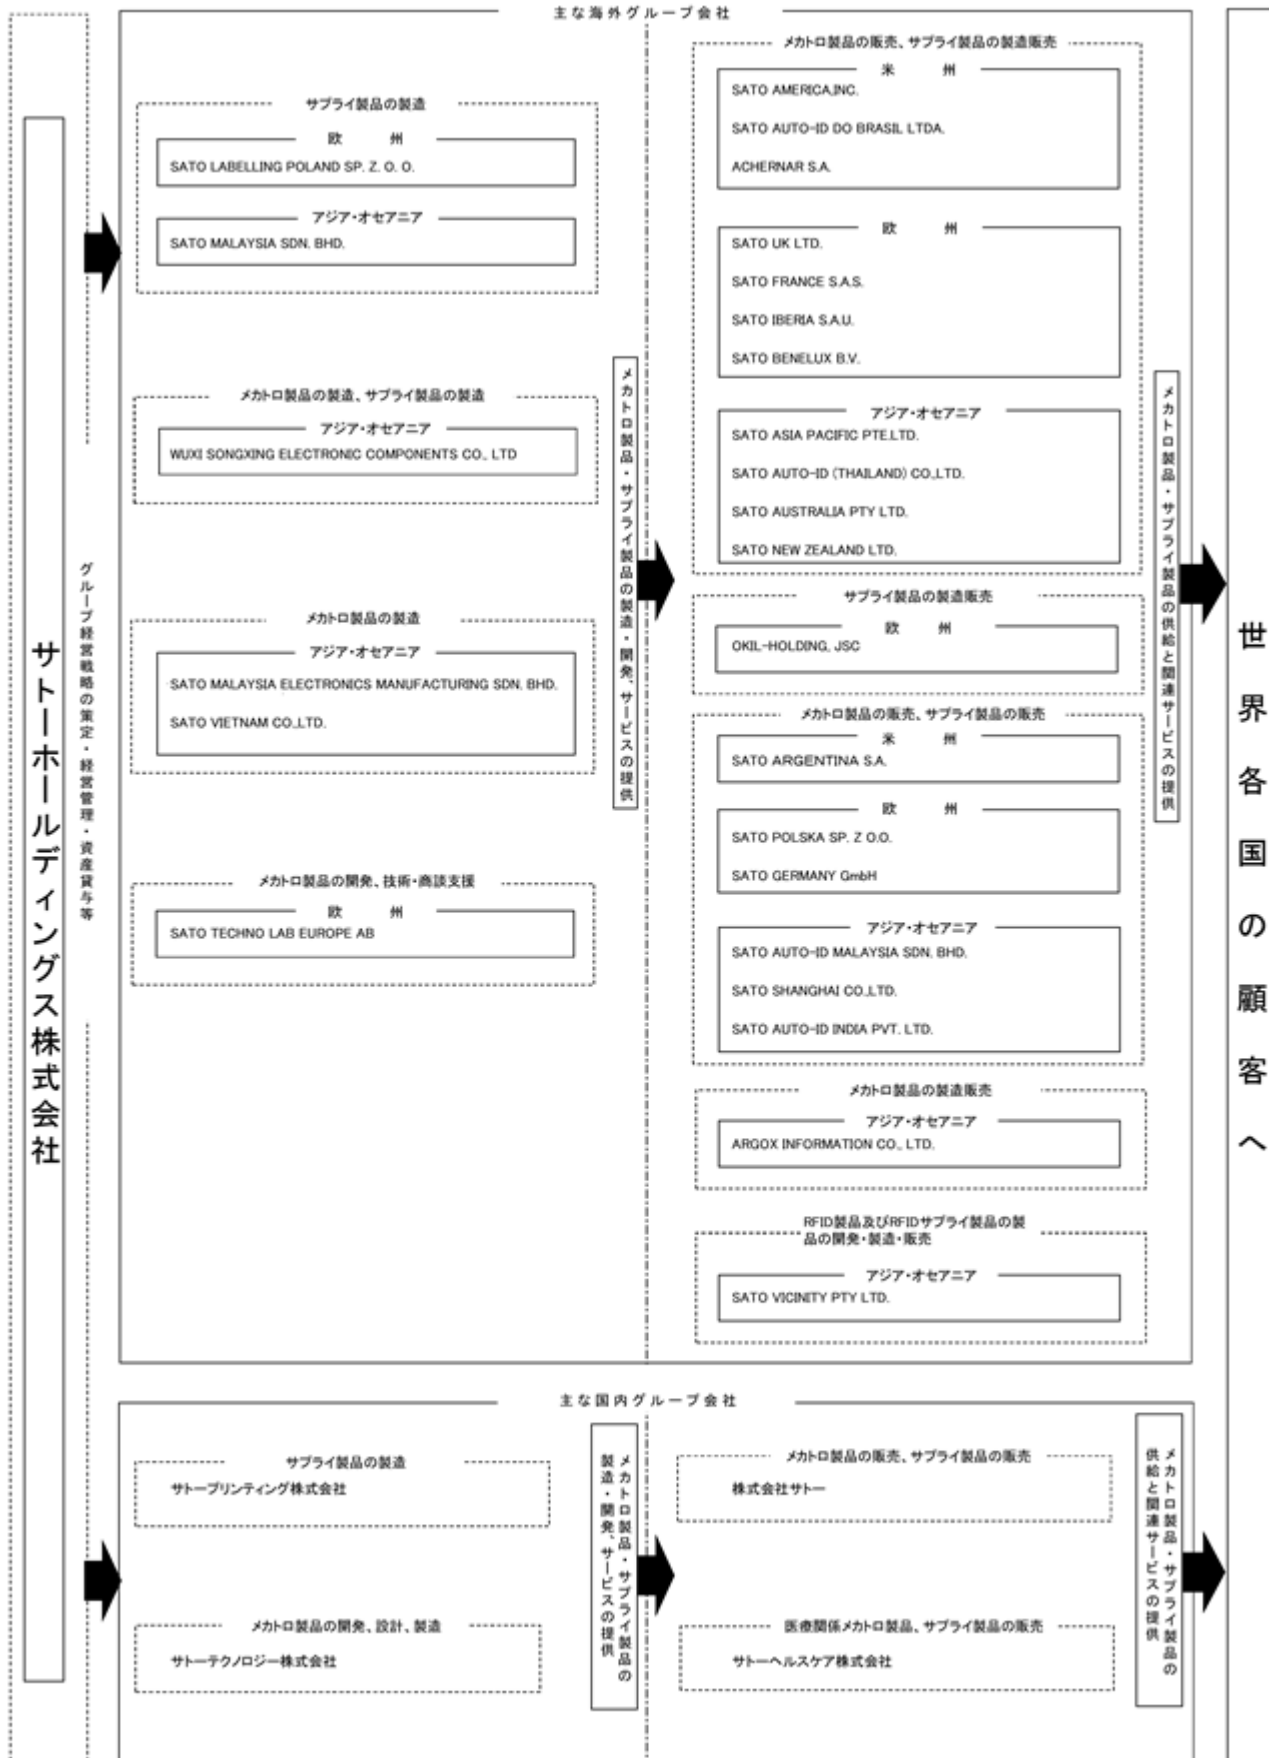 サトーホールディングス株式会社
グループ経営戦略の策定・経営管理・資産貸与等
主な海外グループ会社
サプライ製品の製造
欧 州
SATO LABELLING POLAND SP. Z. O. O.
アジア・オセアニア
SATO MALAYSIA SDN. BHD.
メカトロ製品の製造、サプライ製品の製造
アジア・オセアニア
WUXI SONGXING ELECTRONIC COMPONENTS CO., LTD
メカトロ製品の製造
アジア・オセアニア
SATO MALAYSIA ELECTRONICS MANUFACTURING SDN. BHD.
SATO VIETNAM CO.,LTD.
メカトロ製品の開発、技術・商談支援
欧 州
SATO TECHNO LAB EUROPE AB
メカトロ製品・サプライ製品の製造・開発、サービスの提供
メカトロ製品の販売、サプライ製品の製造販売
米 州
SATO AMERICA,INC.
SATO AUTO-ID DO BRASIL LTDA.
ACHERNAR S.A.
欧 州
SATO UK LTD.
SATO FRANCE S.A.S.
SATO IBERIA S.A.U.
SATO BENELUX B.V.
アジア・オセアニア
SATO ASIA PACIFIC PTE.LTD.
SATO AUTO-ID (THAILAND) CO.,LTD.
SATO AUSTRALIA PTY LTD.
SATO NEW ZEALAND LTD.
サプライ製品の製造販売
欧 州
OKIL-HOLDING, JSC
メカトロ製品の販売、サプライ製品の販売
米 州
SATO ARGENTINA S.A.
欧 州
SATO POLSKA SP. Z O.O.
SATO GERMANY GmbH
アジア・オセアニア
SATO AUTO-ID MALAYSIA SDN. BHD.
SATO SHANGHAI CO.,LTD.
SATO AUTO-ID INDIA PVT. LTD.
メカトロ製品の製造販売
アジア・オセアニア
ARGOX INFORMATION CO., LTD.
RFID製品及びRFIDサプライ製品の製
品の開発・製造・販売
アジア・オセアニア
SATO VICINITY PTY LTD.
メカトロ製品・サプライ製品の供給と関連サービスの提供
世界各国の顧客へ
主な国内グループ会社
サプライ製品の製造
サトープリンティング株式会社
メカトロ製品の開発、設計、製造
サトーテクノロジー株式会社
メカトロ製品・サプライ製品の
製造・開発、サービスの提供
メカトロ製品の販売、サプライ製品の販売
株式会社サトー
医療関係メカトロ製品、サプライ製品の販売
サトーヘルスケア株式会社
メカトロ製品・サプライ製品の
供給と関連サービスの提供